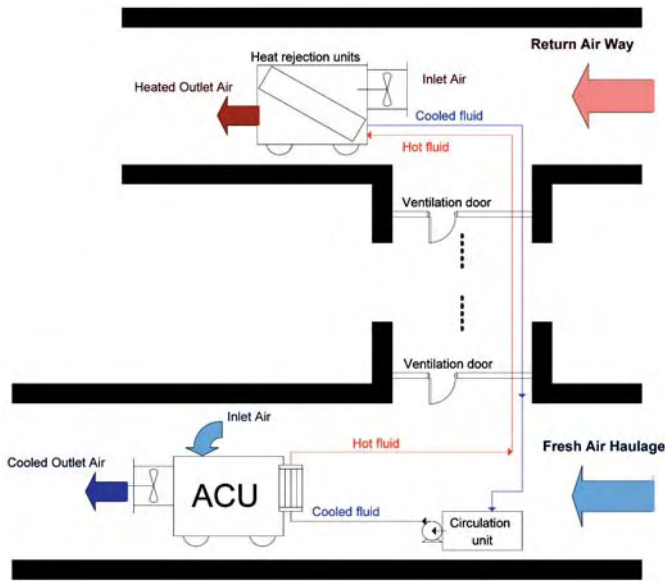 Return Air Way
Heat rejection units
Inlet Air
Heated Outlet Air
Cooled fluid
Hot fluid
Ventilation door
Ventilation door
Inlet Air
Hot fluid
Fresh Air Haulage
Cooled Outlet Air
ACU
Cooled fluid
Circulation
unit